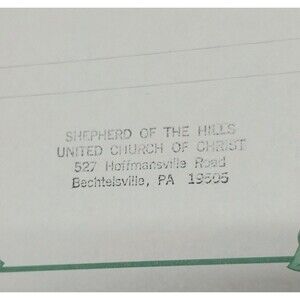 SHEPHERD OF THE HILLS
UNITED CHURCH OF CHRIST
527 Hoffmansville Road
Bechtelsville, PA 19505